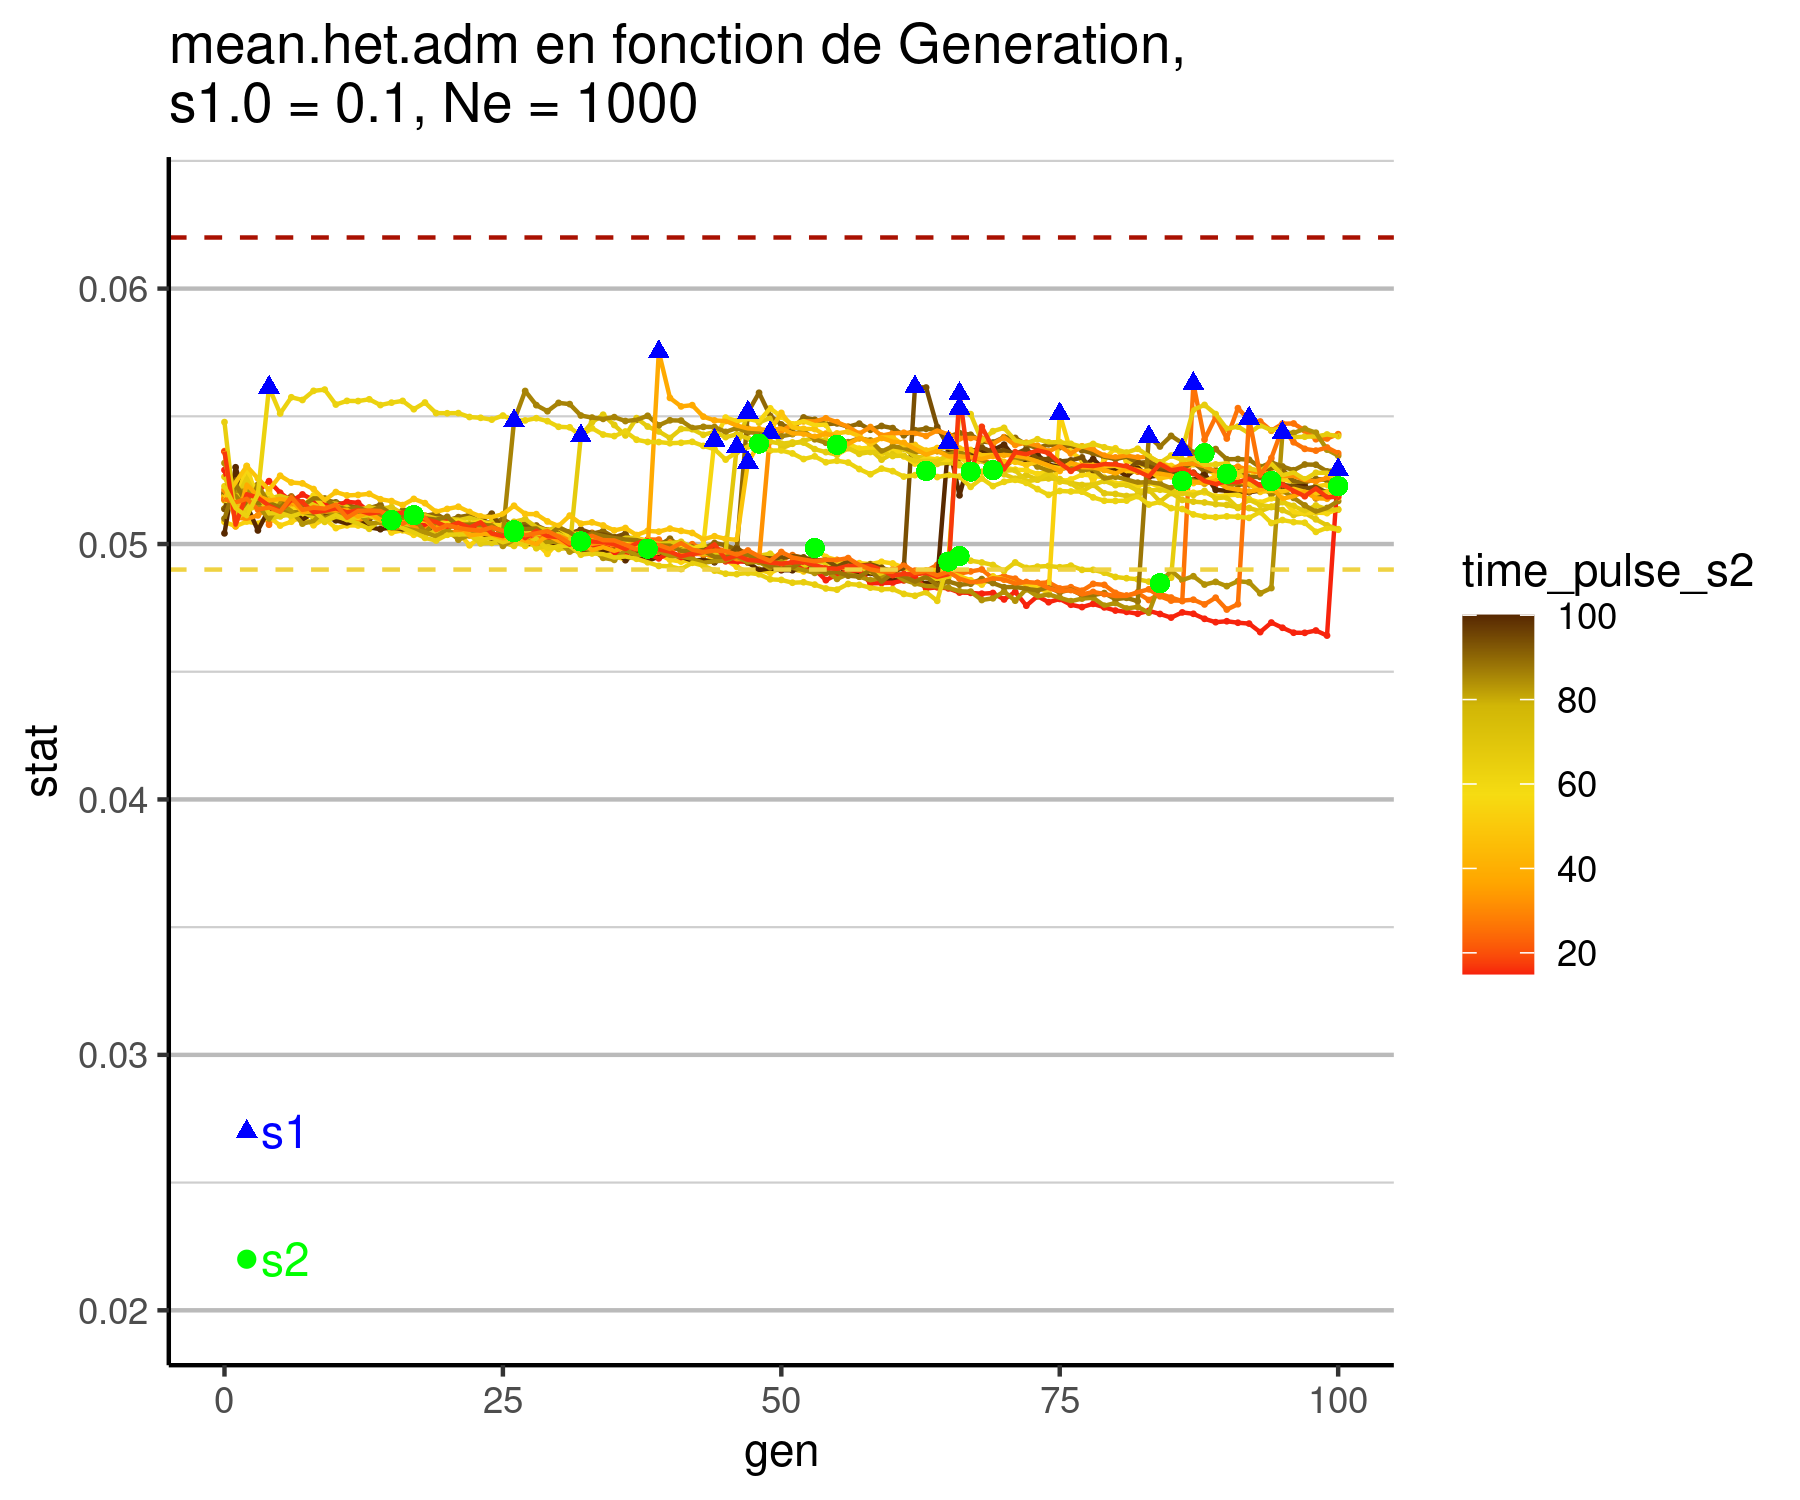 mean.het.adm en fonction de Generation,
s1.0 = 0.1, Ne = 1000
stat
0.06
0.05
0.04
0.03
0.02
s1
s2
0 25 50 75 100
gen
time_pulse_s2
100
80
60
40
20